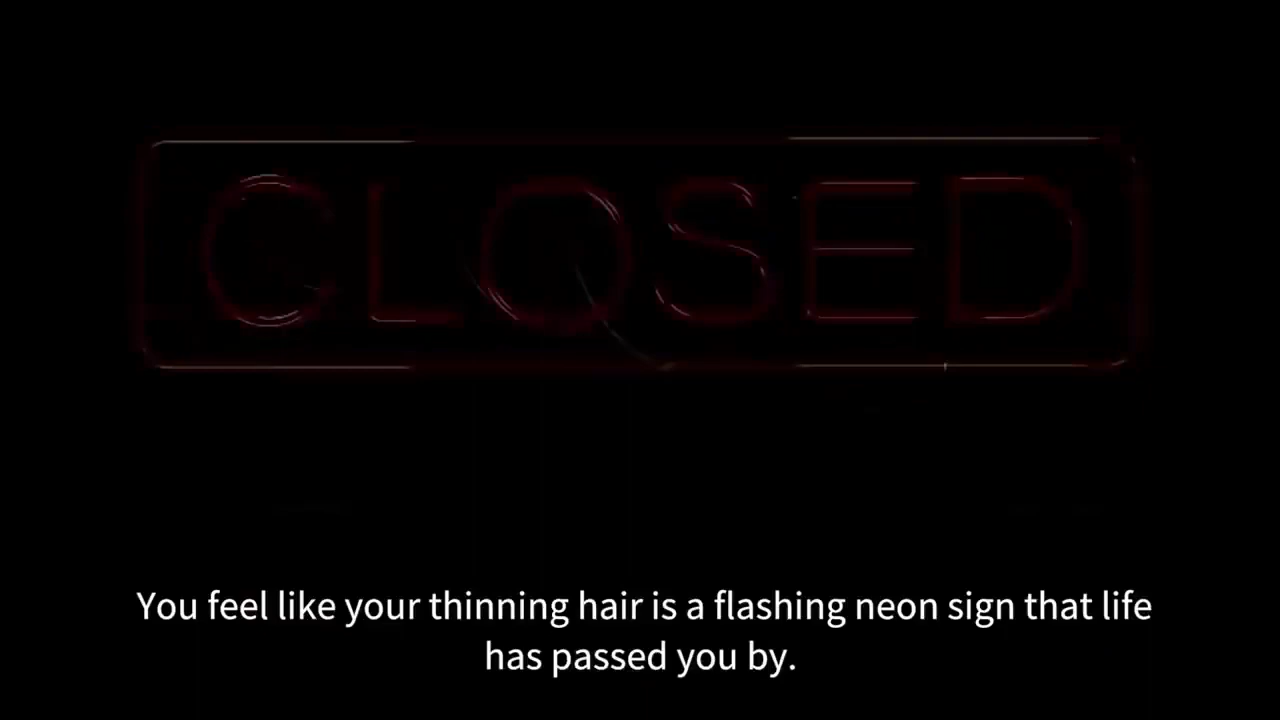 CLOSED
You feel like your thinning hair is a flashing neon sign that life
has passed you by.